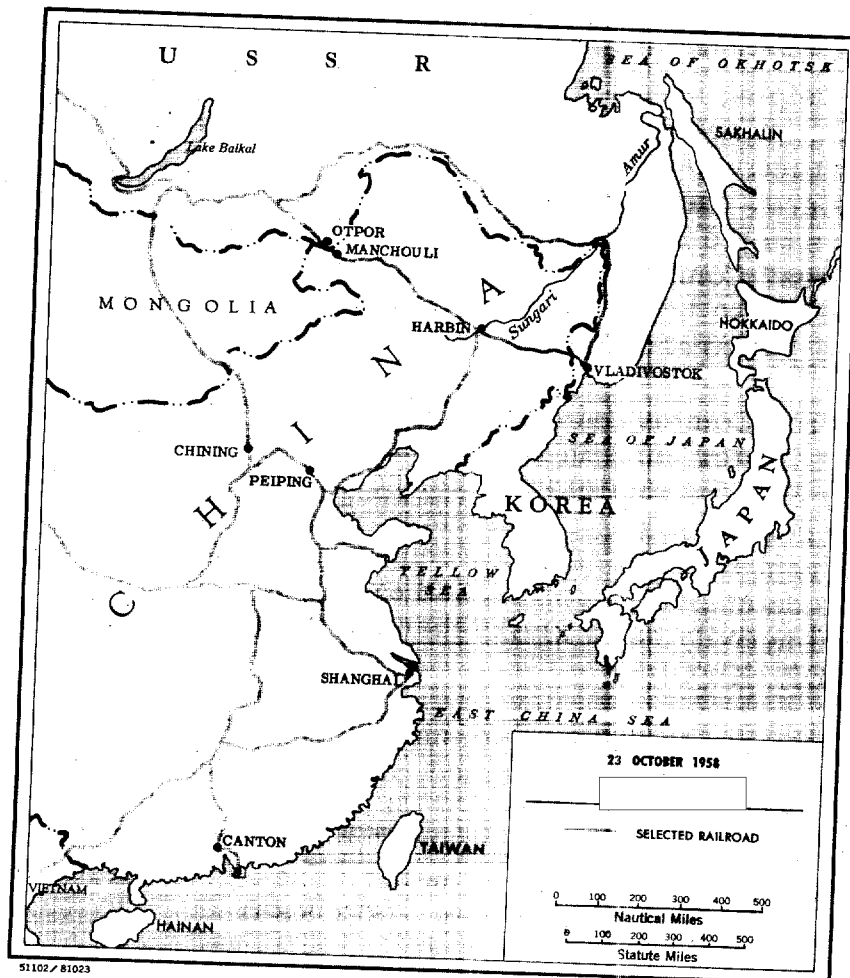 U S S R
SEA OF OKHOTSK
Lake Baikal
SAKHALIN
Amur
OTPOR
MANCHOULI
MONGOLIA
HARBIN
Sungari
HOKKAIDO
VLADIVOSTOK
CHINA
CHINING
PEIPING
SEA OF JAPAN
KOREA
JAPAN
YELLOW
SEA
SHANGHAI
EAST CHINA SEA
23 OCTOBER 1958
SELECTED RAILROAD
CANTON
TAIWAN
VIETNAM
HAINAN
0 100 200 300 400 500
Nautical Miles
0 100 200 300 400 500
Statute Miles
51102/81023